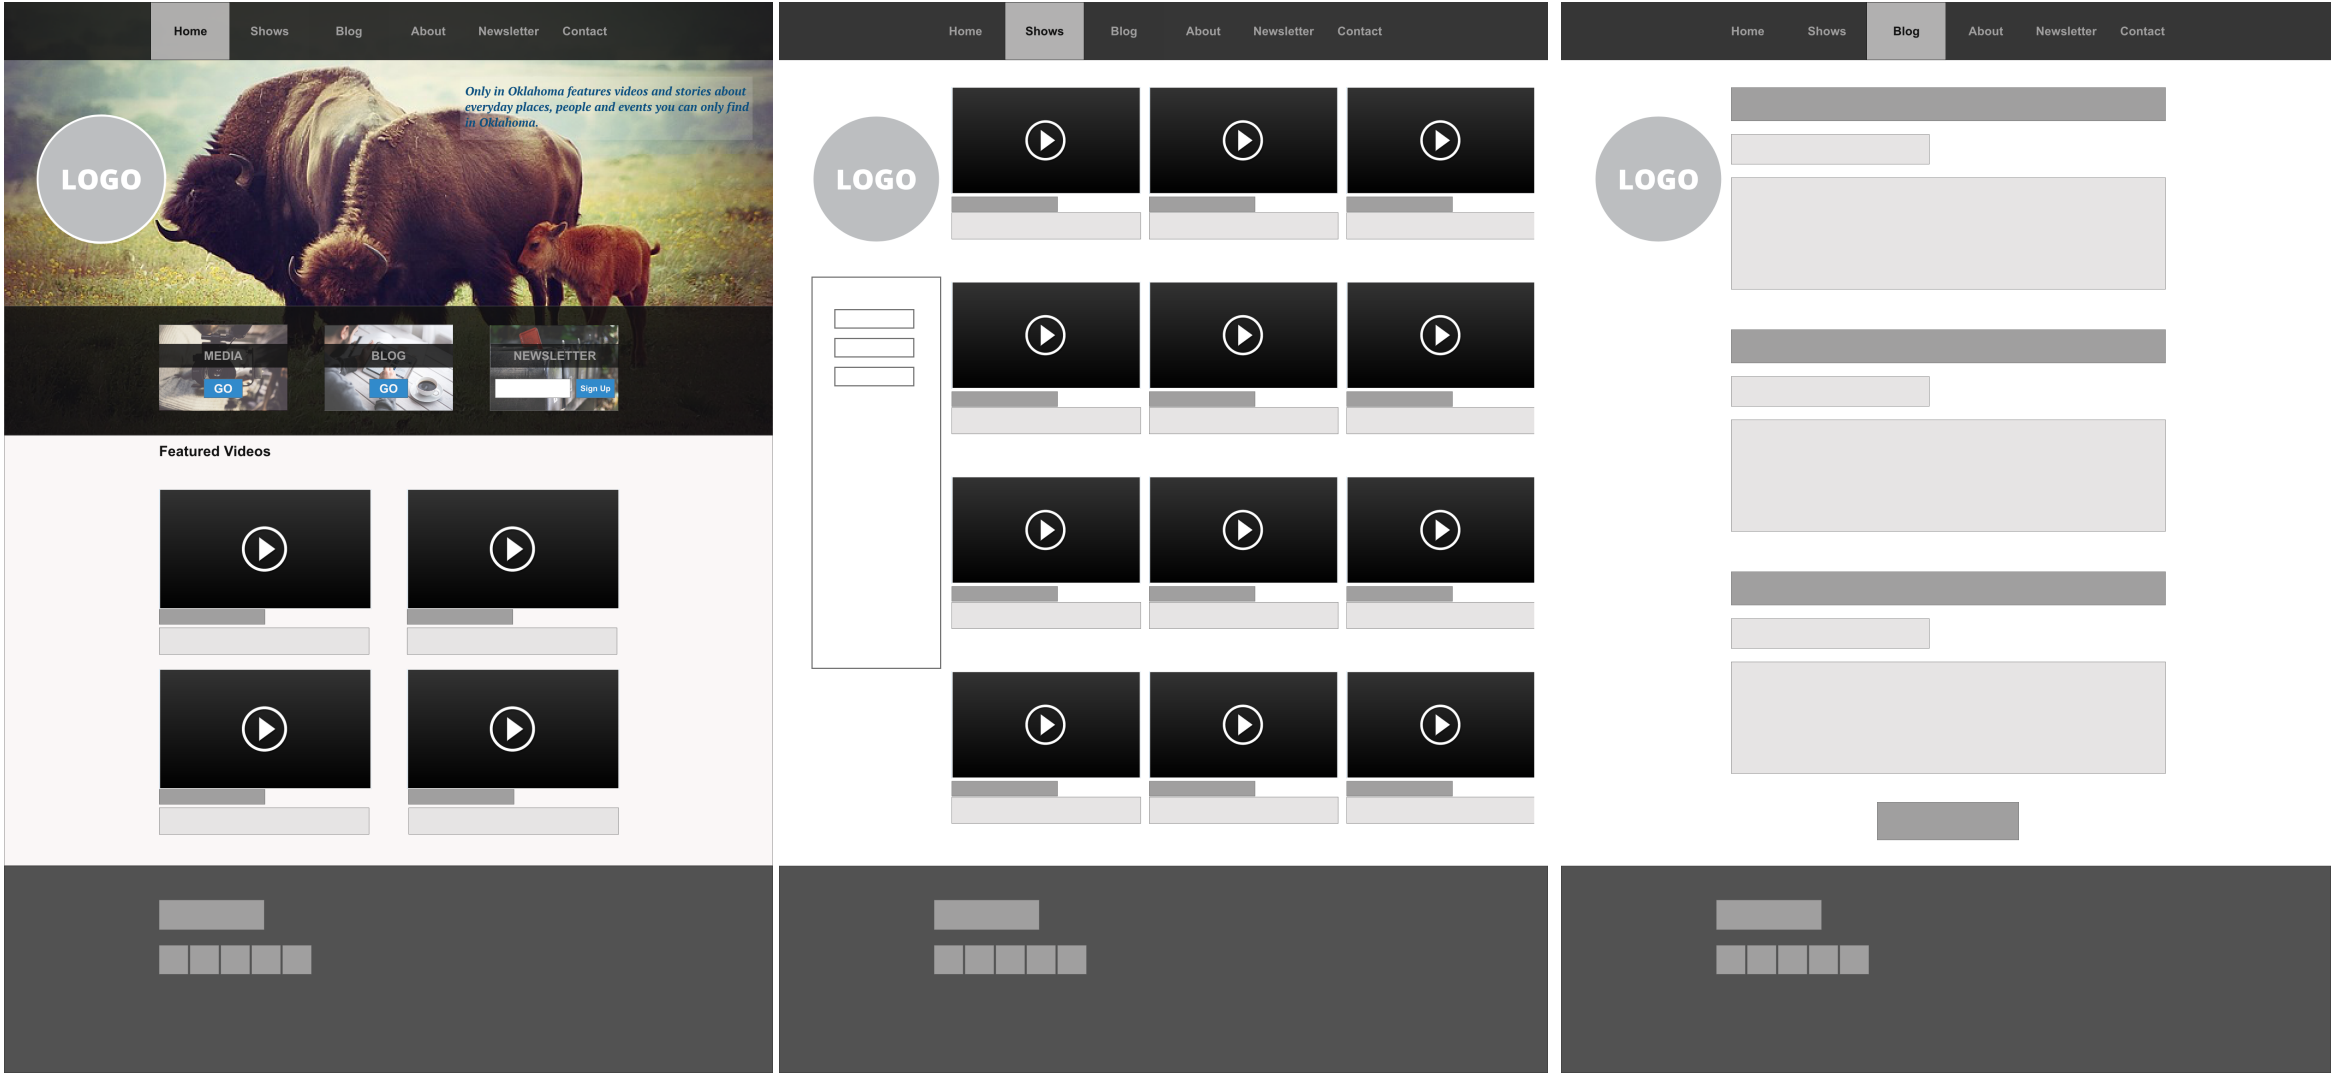 Home Shows Blog About Newsletter Contact
Only in Oklahoma features videos and stories about
everyday places, people and events you can only find
in Oklahoma.
LOGO
MEDIA BLOG NEWSLETTER
GO GO Sign Up
Featured Videos
Home Shows Blog About Newsletter Contact
LOGO
Home Shows Blog About Newsletter Contact
LOGO